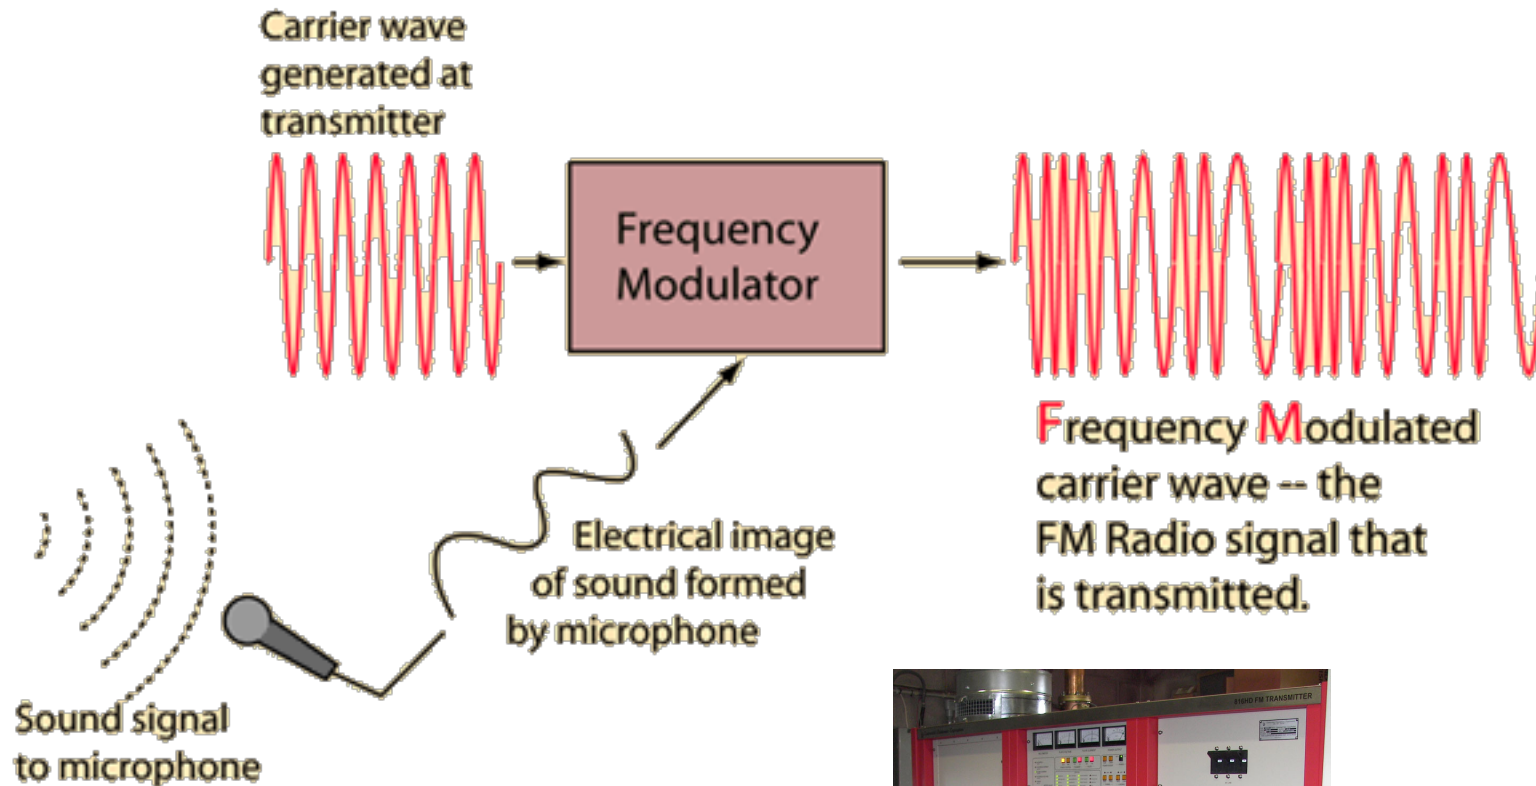 Carrier wave
generated at
transmitter
Frequency
Modulator
Frequency Modulated
carrier wave -- the
FM Radio signal that
is transmitted.
Electrical image
of sound formed
by microphone
Sound signal
to microphone
816HD FM TRANSMITTER